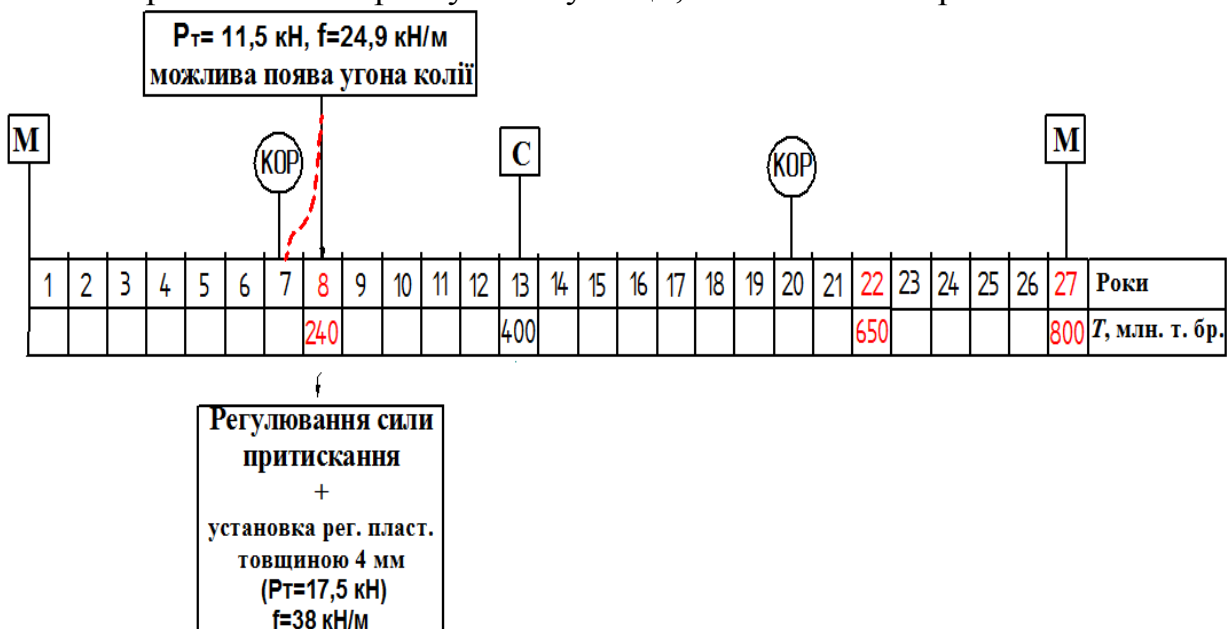 Рт= 11,5 кН, f=24,9 кН/м
можлива поява угона колії
М
КОР
С
КОР
М
1 2 3 4 5 6 7 8 9 10 11 12 13 14 15 16 17 18 19 20 21 22 23 24 25 26 27 Роки
240 400 650 800 Т, млн. т. бр.
Регулювання сили
притискання
+
установка рег. пласт.
товщиною 4 мм
(Рт=17,5 кН)
f=38 кН/м